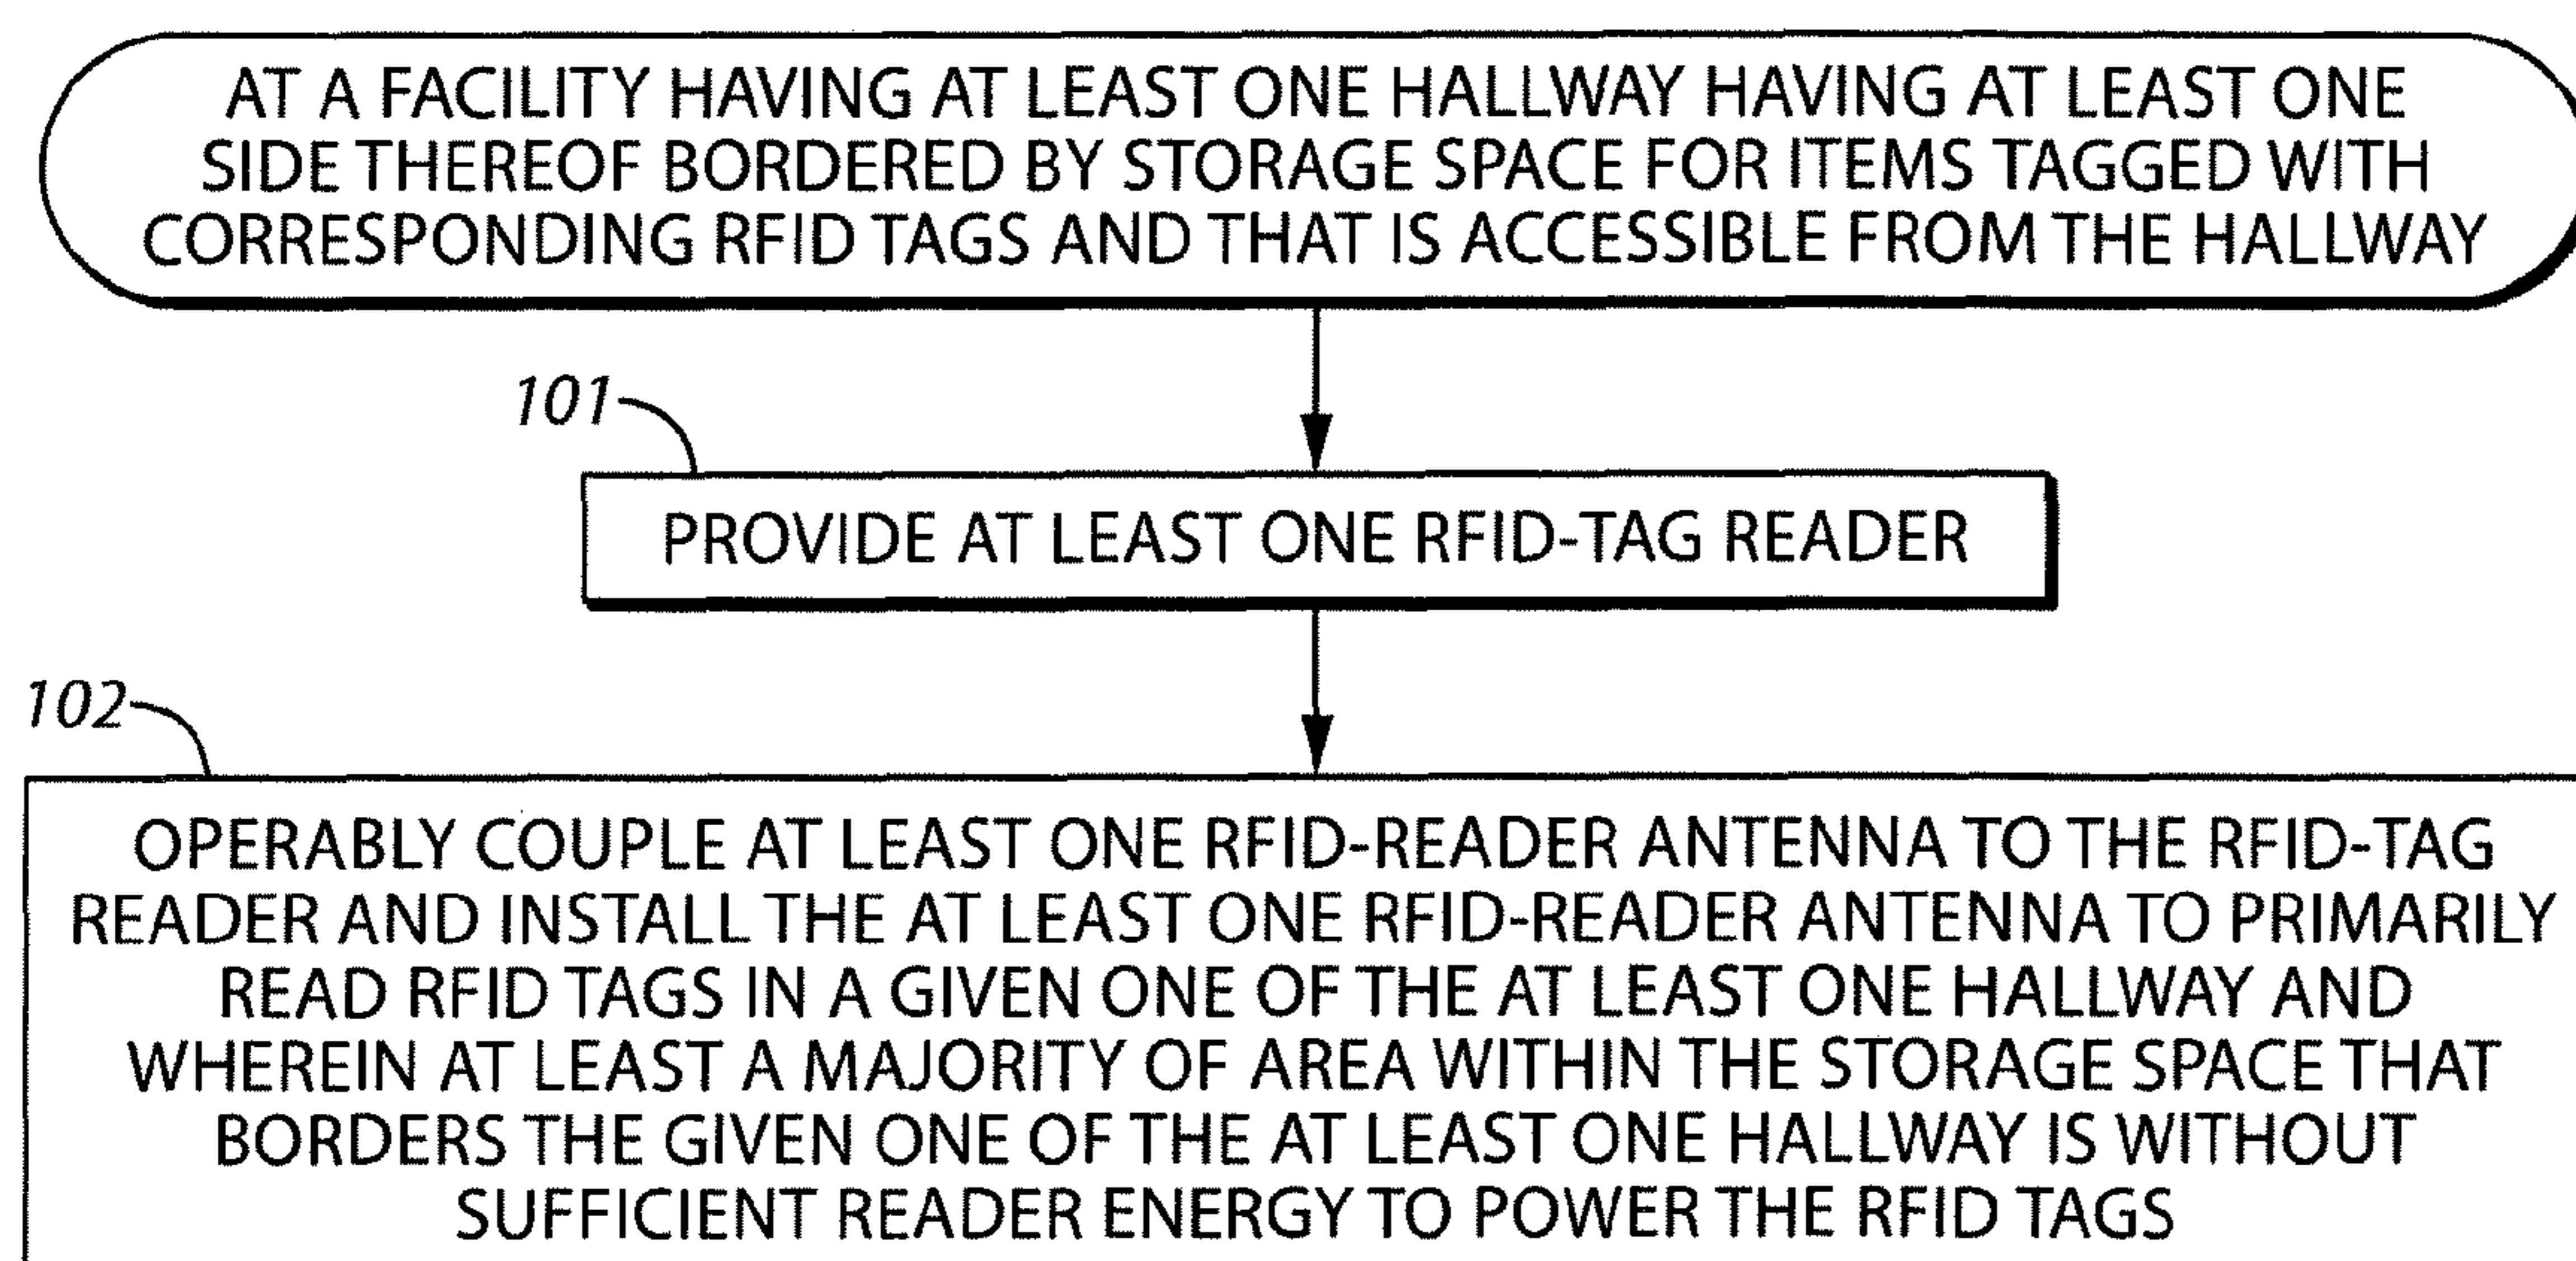 AT A FACILITY HAVING AT LEAST ONE HALLWAY HAVING AT LEAST ONE
SIDE THEREOF BORDERED BY STORAGE SPACE FOR ITEMS TAGGED WITH
CORRESPONDING RFID TAGS AND THAT IS ACCESSIBLE FROM THE HALLWAY
101
PROVIDE AT LEAST ONE RFID-TAG READER
102
OPERABLY COUPLE AT LEAST ONE RFID-READER ANTENNA TO THE RFID-TAG
READER AND INSTALL THE AT LEAST ONE RFID-READER ANTENNA TO PRIMARILY
READ RFID TAGS IN A GIVEN ONE OF THE AT LEAST ONE HALLWAY AND
WHEREIN AT LEAST A MAJORITY OF AREA WITHIN THE STORAGE SPACE THAT
BORDERS THE GIVEN ONE OF THE AT LEAST ONE HALLWAY IS WITHOUT
SUFFICIENT READER ENERGY TO POWER THE RFID TAGS